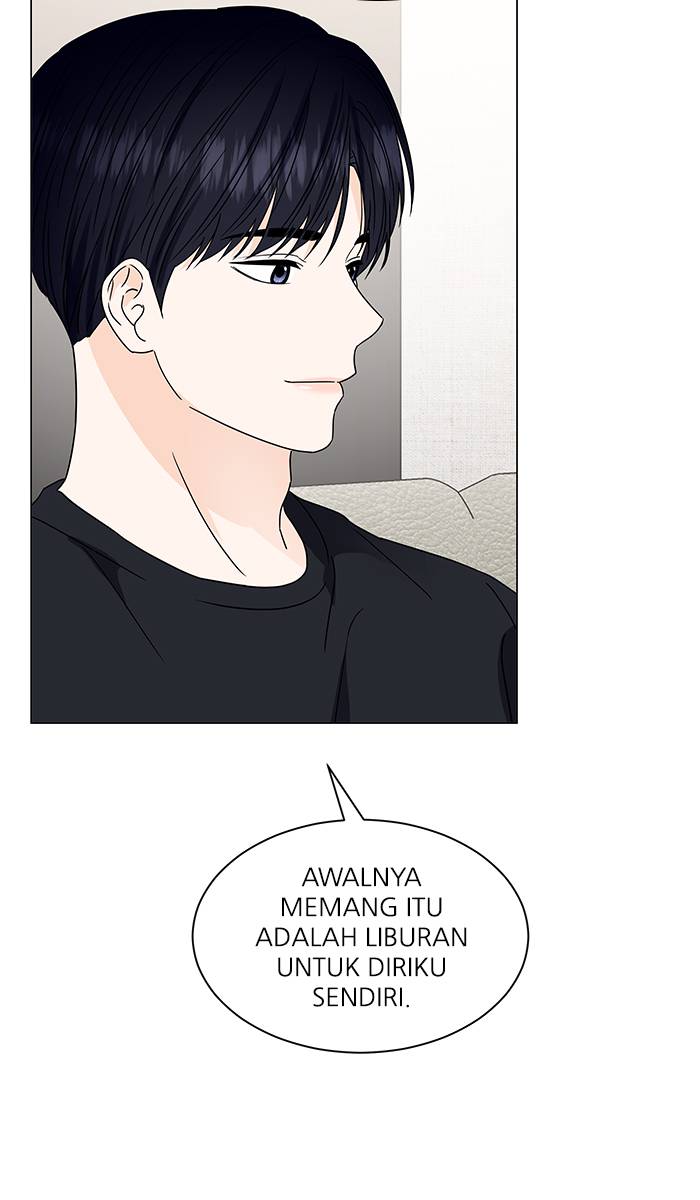 AWALNYA
MEMANG ITU
ADALAH LIBURAN
UNTUK DIRIKU
SENDIRI.